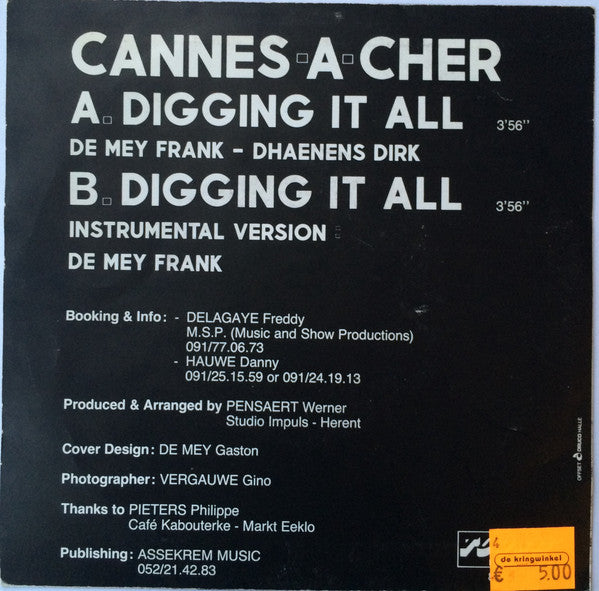 CANNES A CHER
A. DIGGING IT ALL 3'56"
DE MEY FRANK - DHAENENS DIRK
B. DIGGING IT ALL 3'56"
INSTRUMENTAL VERSION
DE MEY FRANK
Booking & Info: - DELAGAYE Freddy
M.S.P. (Music and Show Productions)
091/77.06.73
- HAUWE Danny
091/25.15.59 or 091/24.19.13
Produced & Arranged by PENSAERT Werner
Studio Impuls - Herent
Cover Design: DE MEY Gaston
Photographer: VERGAUWE Gino
Thanks to PIETERS Philippe
Café Kabouterke - Markt Eeklo
Publishing: ASSEKREM MUSIC
052/21.42.83
OFFSET DRUCO HALLE
4
de kringwinkel
€ 5.00